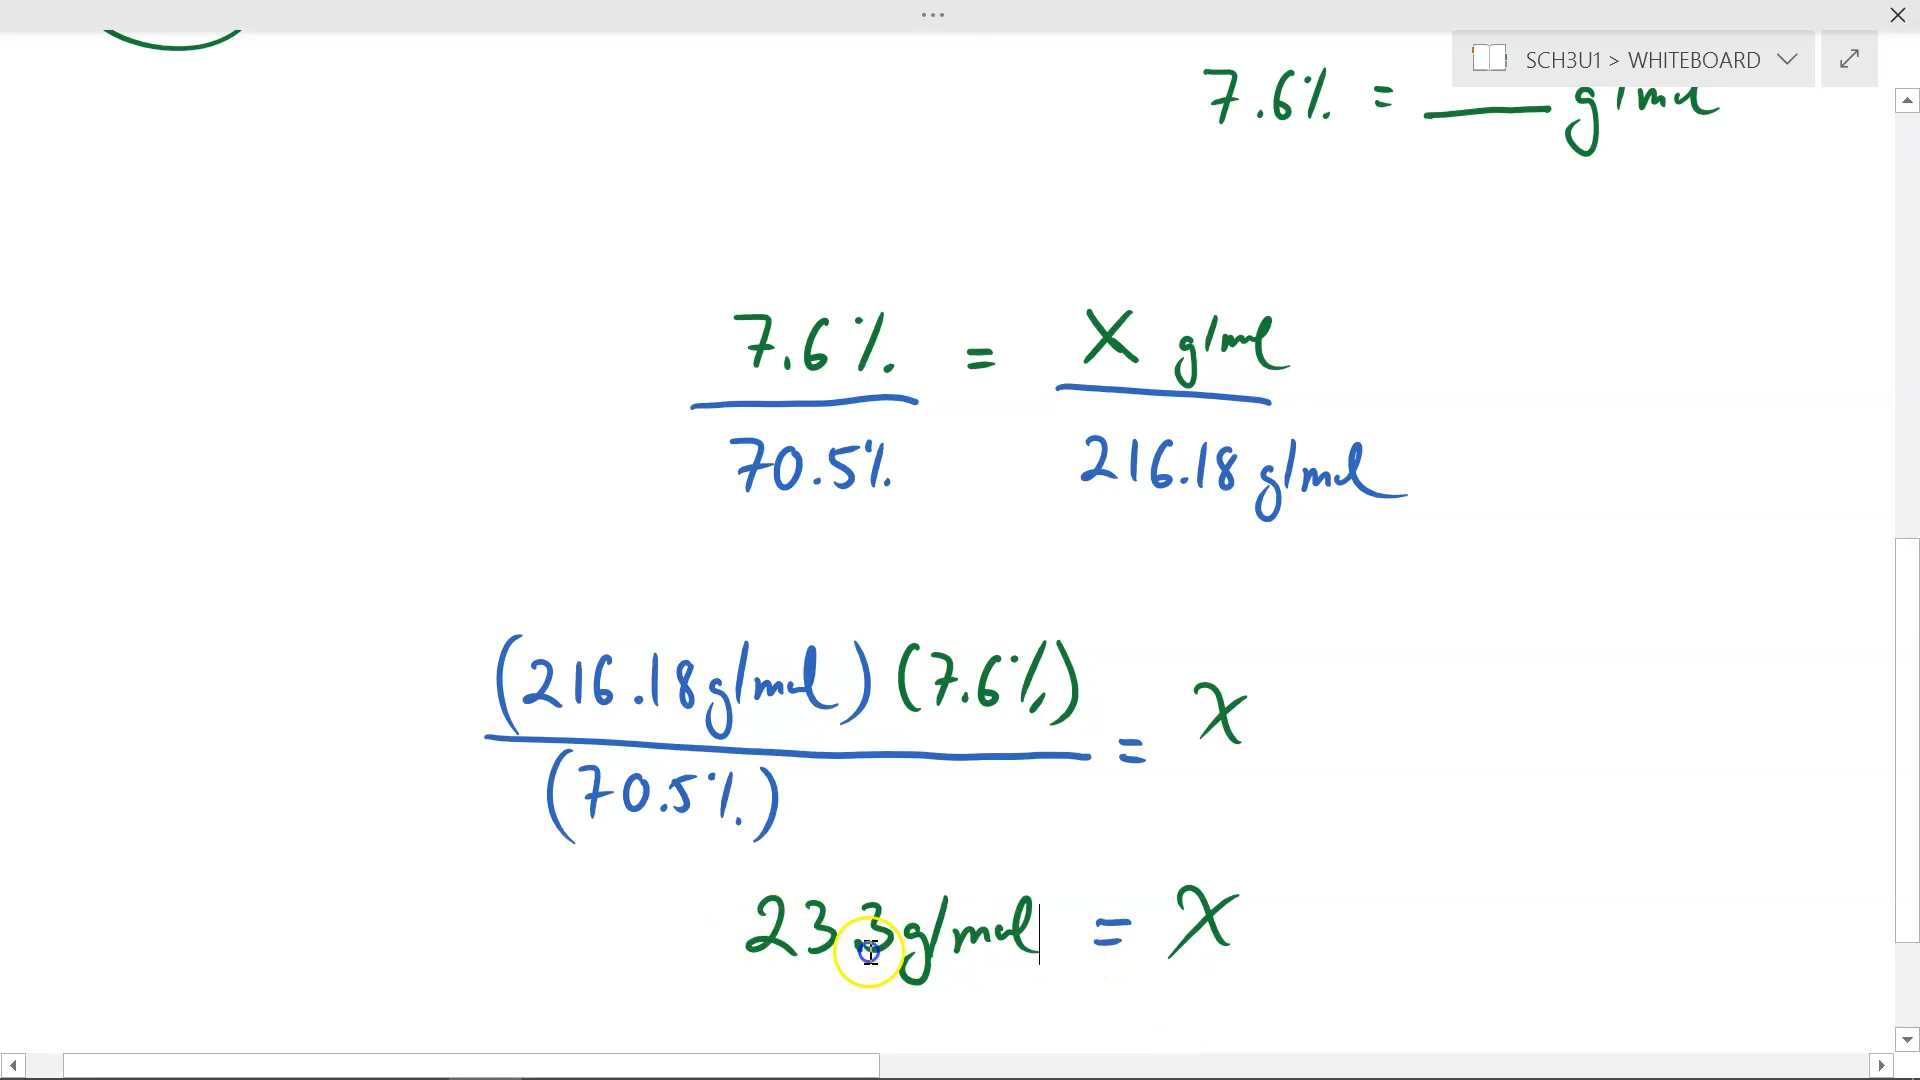 SCH3U1 > WHITEBOARD
7.6% = ___ g/mol
7.6% = X g/mol
70.5% 216.18 g/mol
(216.18 g/mol) (7.6%) = X
(70.5%)
23.3 g/mol = X